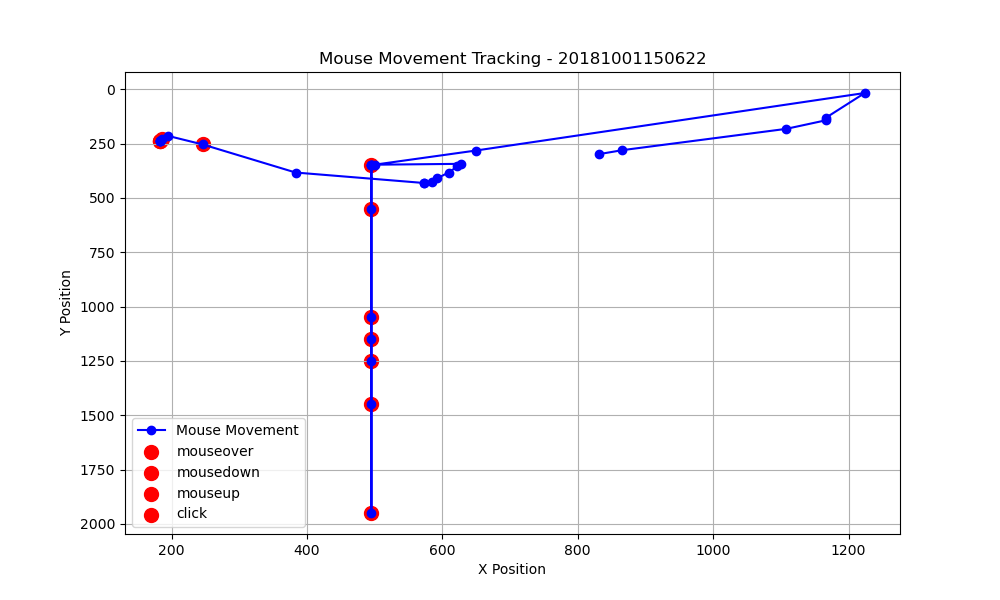 Mouse Movement Tracking - 20181001150622
0
250
500
750
1000
1250
1500
1750
2000
Y Position
Mouse Movement
mouseover
mousedown
mouseup
click
200 400 600 800 1000 1200
X Position